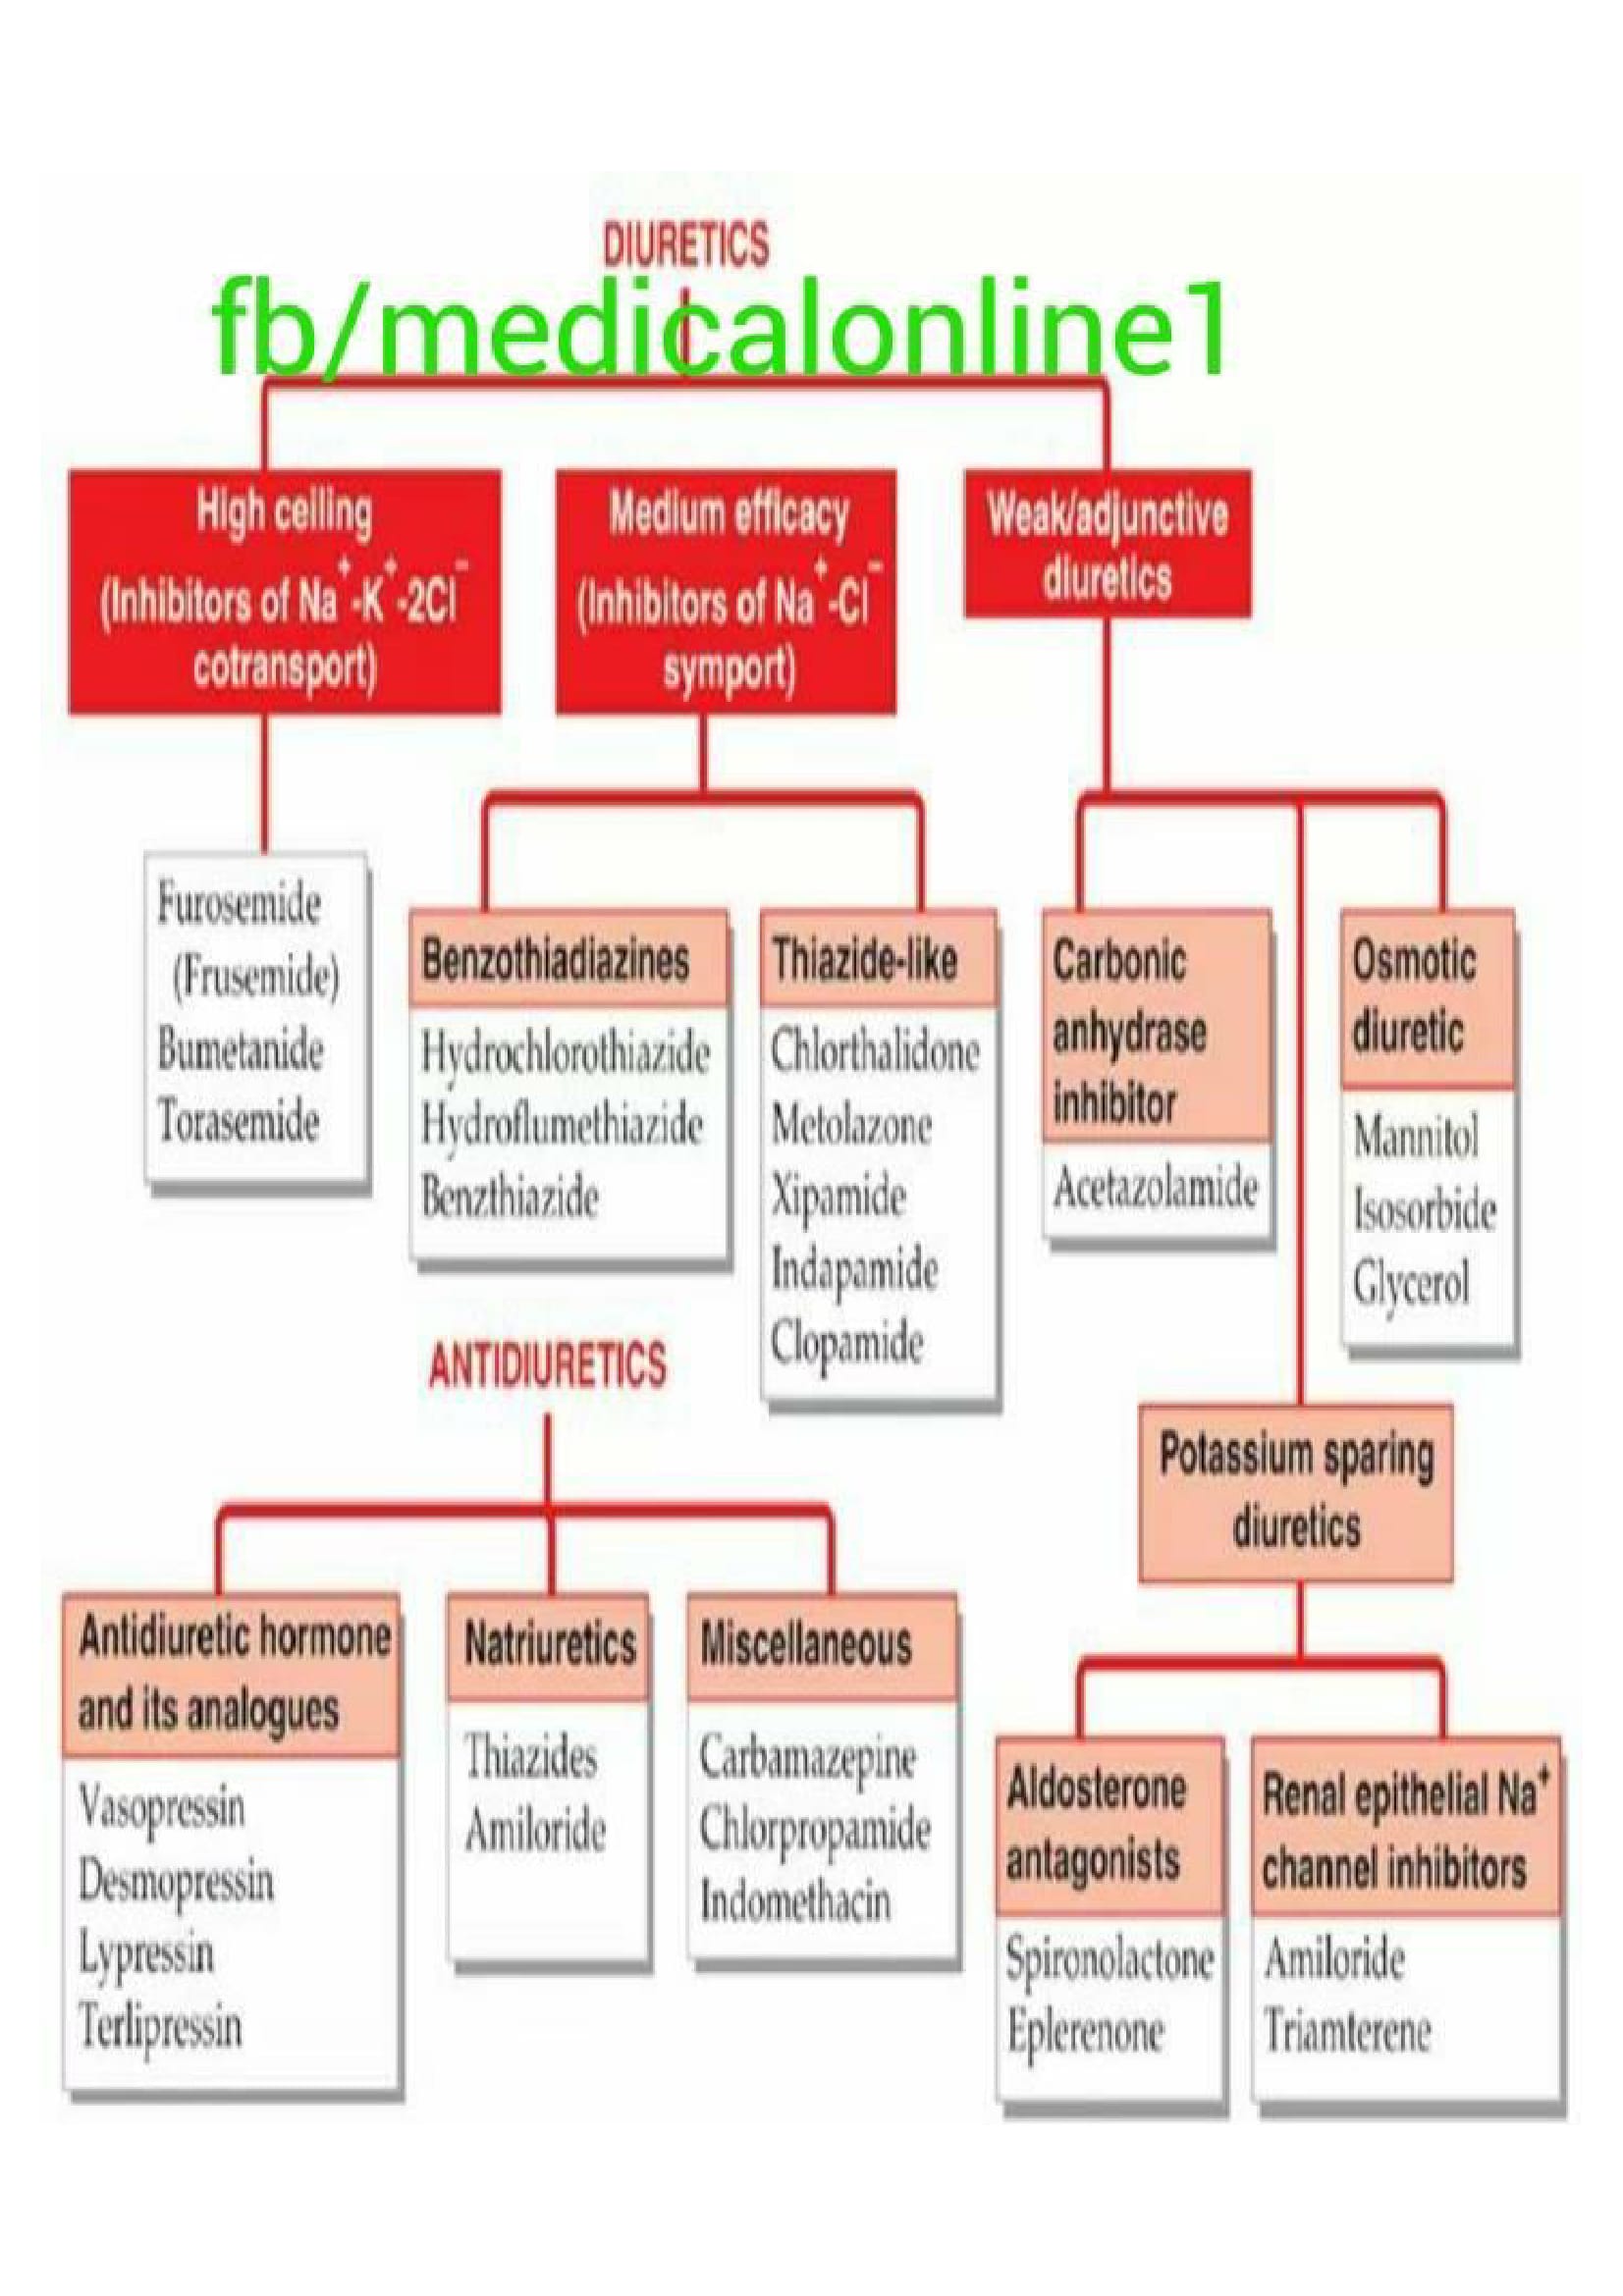 DIURETICS
fb/medicalonline1
High ceiling
(Inhibitors of Na⁺-K⁺-2Cl⁻
cotransport)
Medium efficacy
(Inhibitors of Na⁺-Cl⁻
symport)
Weak/adjunctive
diuretics
Furosemide
(Frusemide)
Bumetanide
Torasemide
Benzothiadiazines
Hydrochlorothiazide
Hydroflumethiazide
Benzthiazide
Thiazide-like
Chlorthalidone
Metolazone
Xipamide
Indapamide
Clopamide
Carbonic
anhydrase
inhibitor
Acetazolamide
Osmotic
diuretic
Mannitol
Isosorbide
Glycerol
Potassium sparing
diuretics
Aldosterone
antagonists
Spironolactone
Eplerenone
Renal epithelial Na⁺
channel inhibitors
Amiloride
Triamterene
ANTIDIURETICS
Antidiuretic hormone
and its analogues
Vasopressin
Desmopressin
Lypressin
Terlipressin
Natriuretics
Thiazides
Amiloride
Miscellaneous
Carbamazepine
Chlorpropamide
Indomethacin